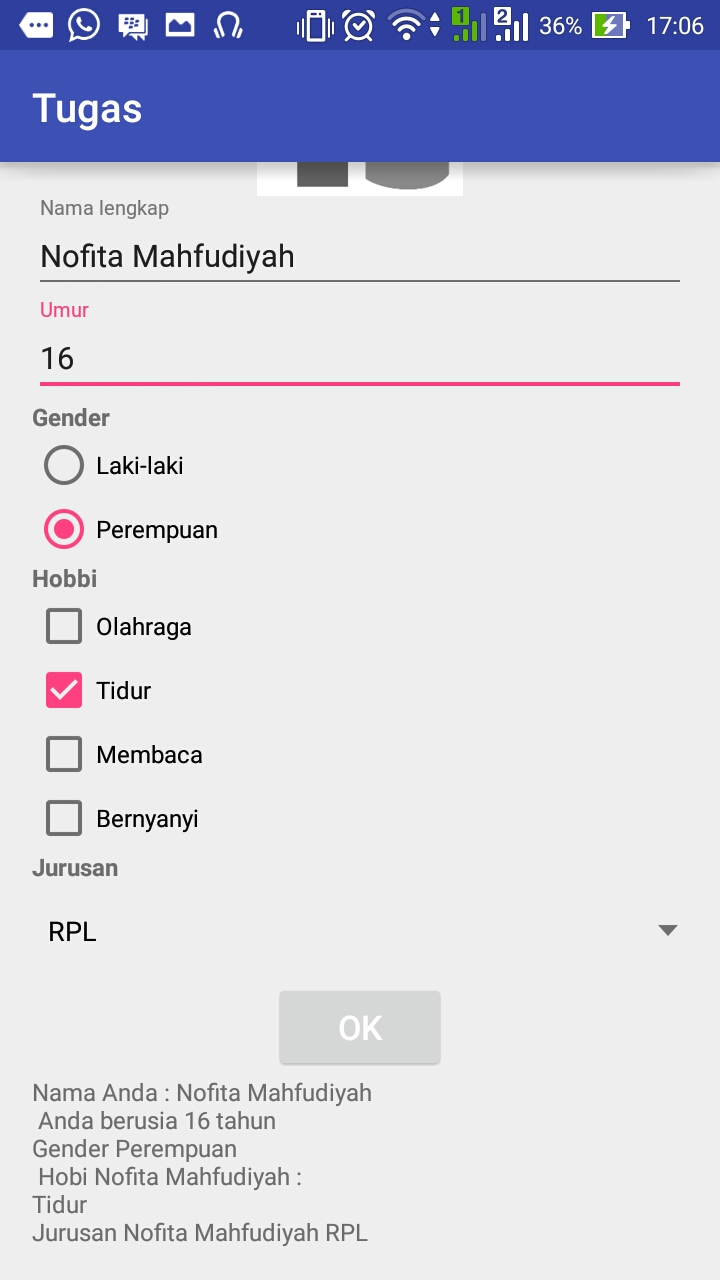 1 2 36% 17:06
Tugas
Nama lengkap
Nofita Mahfudiyah
Umur
16
Gender
Laki-laki
Perempuan
Hobbi
Olahraga
Tidur
Membaca
Bernyanyi
Jurusan
RPL
OK
Nama Anda : Nofita Mahfudiyah
Anda berusia 16 tahun
Gender Perempuan
Hobi Nofita Mahfudiyah :
Tidur
Jurusan Nofita Mahfudiyah RPL